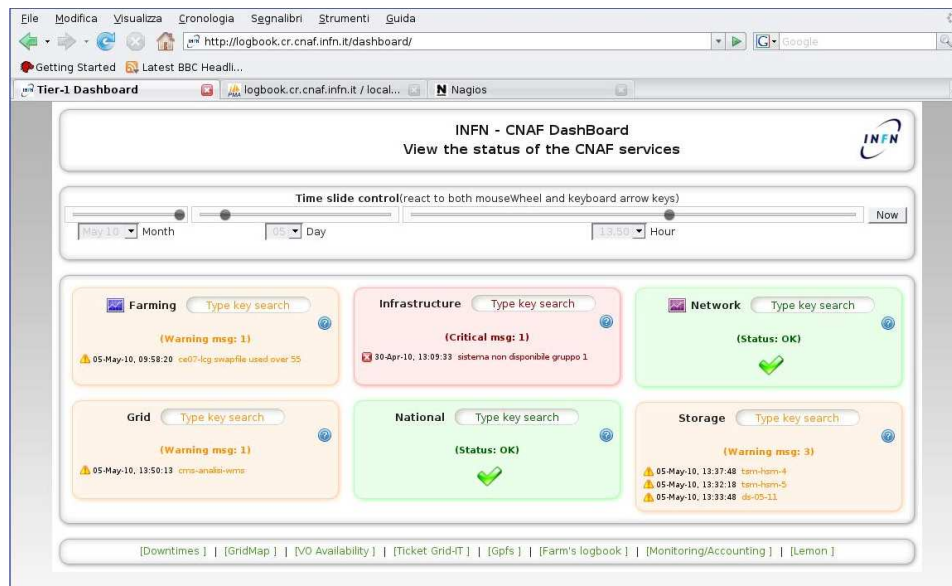 File Modifica Visualizza Cronologia Segnalibri Strumenti Guida
http://logbook.cr.cnaf.infn.it/dashboard/ G Google
Getting Started Latest BBC Headli...
Tier-1 Dashboard logbook.cr.cnaf.infn.it / local... N Nagios
INFN - CNAF DashBoard
View the status of the CNAF services
INFN
Time slide control(react to both mouseWheel and keyboard arrow keys)
Now
May 10 Month 05 Day 13.50 Hour
Farming Type key search
(Warning msg: 1)
05-May-10, 09:58:20 ce07-lcg swapfile used over 55
Infrastructure Type key search
(Critical msg: 1)
30-Apr-10, 13:09:33 sistema non disponibile gruppo 1
Network Type key search
(Status: OK)
Grid Type key search
(Warning msg: 1)
05-May-10, 13:50:13 cms-analisi-wms
National Type key search
(Status: OK)
Storage Type key search
(Warning msg: 3)
05-May-10, 13:37:48 tsm-hsm-4
05-May-10, 13:32:18 tsm-hsm-5
05-May-10, 13:33:48 ds-05-11
[Downtimes ] | [GridMap ] | [VO Availability ] | [Ticket Grid-IT ] | [Gpfs ] | [Farm's logbook ] | [Monitoring/Accounting ] | [Lemon ]